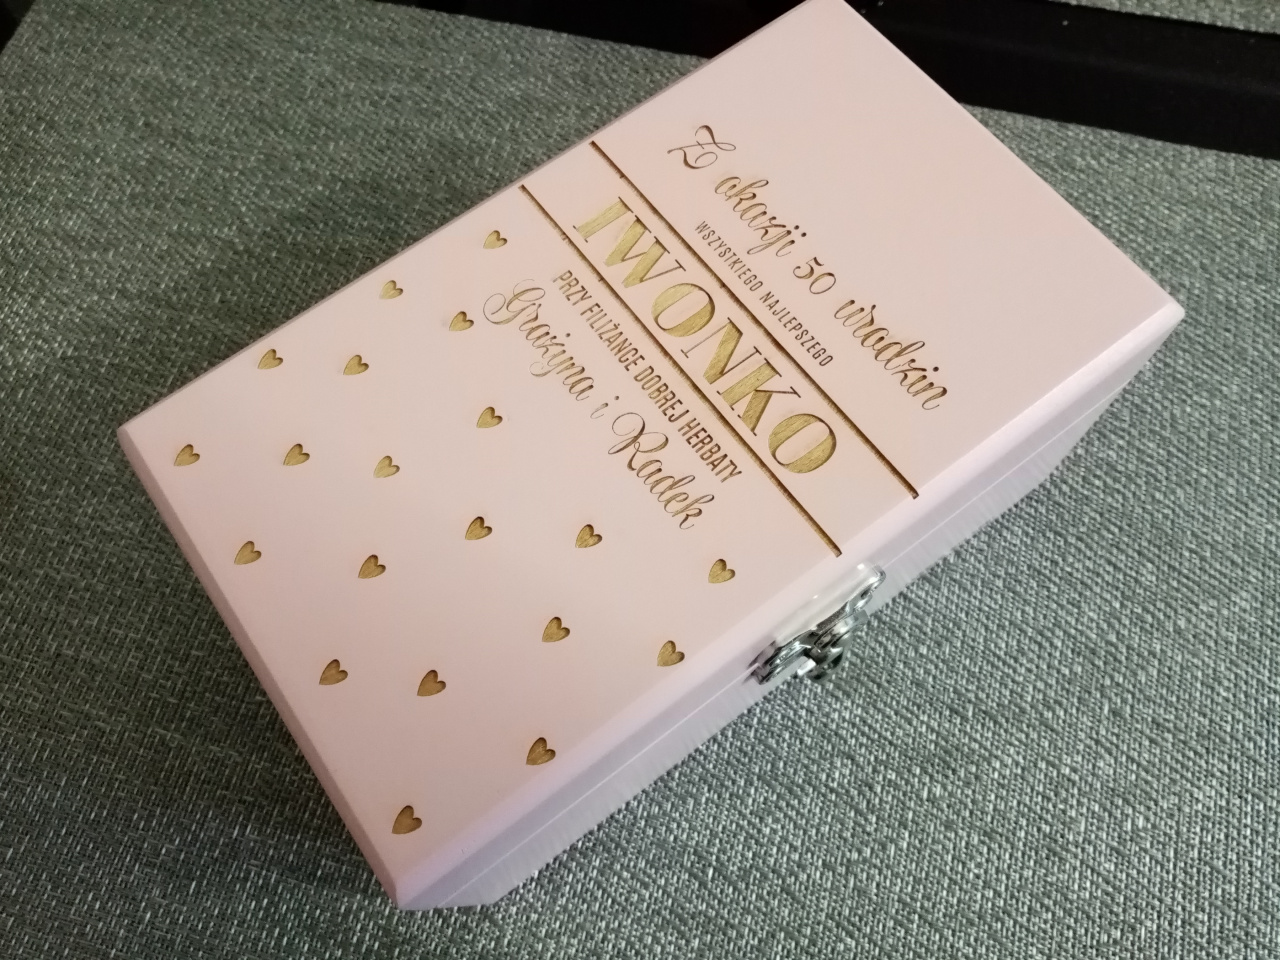 Z okazji 50 urodzin
WSZYSTKIEGO NAJLEPSZEGO
IWONKO
PRZY FILIŻANCE DOBREJ HERBATY
Grażyna i Radek